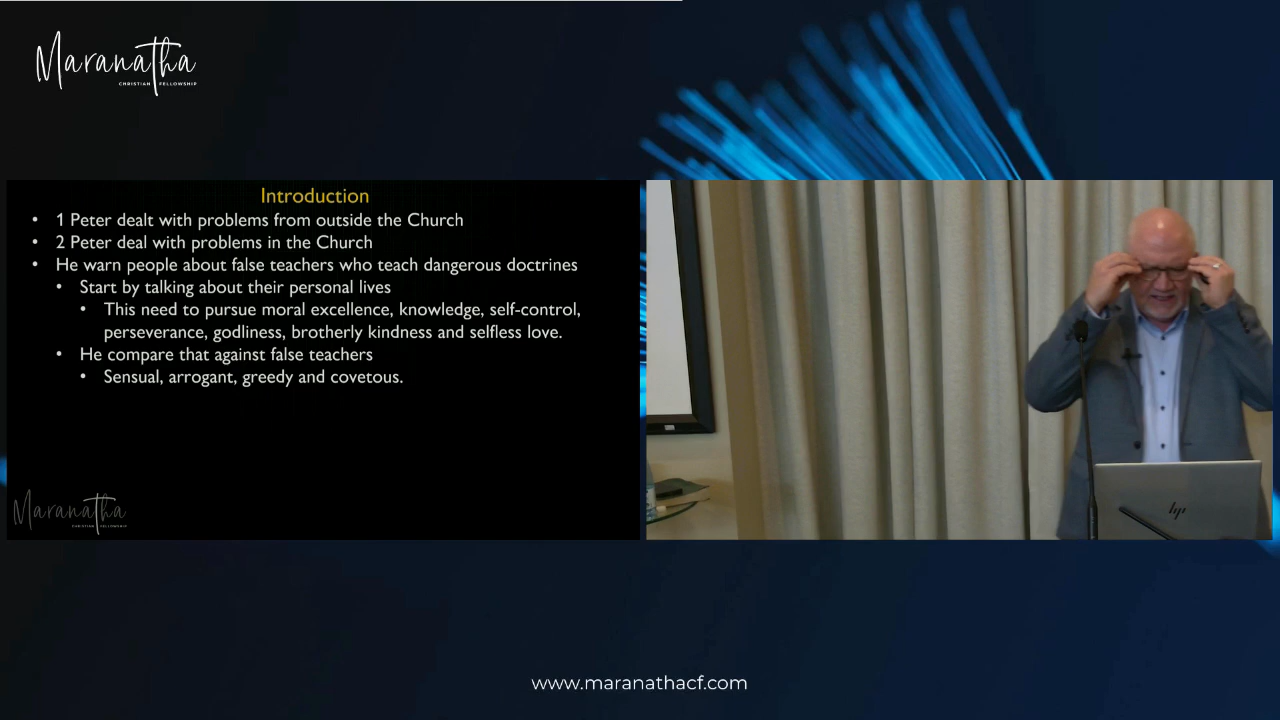 Maranatha
CHRISTIAN FELLOWSHIP
Introduction
• 1 Peter dealt with problems from outside the Church
• 2 Peter deal with problems in the Church
• He warn people about false teachers who teach dangerous doctrines
• Start by talking about their personal lives
• This need to pursue moral excellence, knowledge, self-control,
perseverance, godliness, brotherly kindness and selfless love.
• He compare that against false teachers
• Sensual, arrogant, greedy and covetous.
Maranatha
CHRISTIAN FELLOWSHIP
hp
www.maranathacf.com